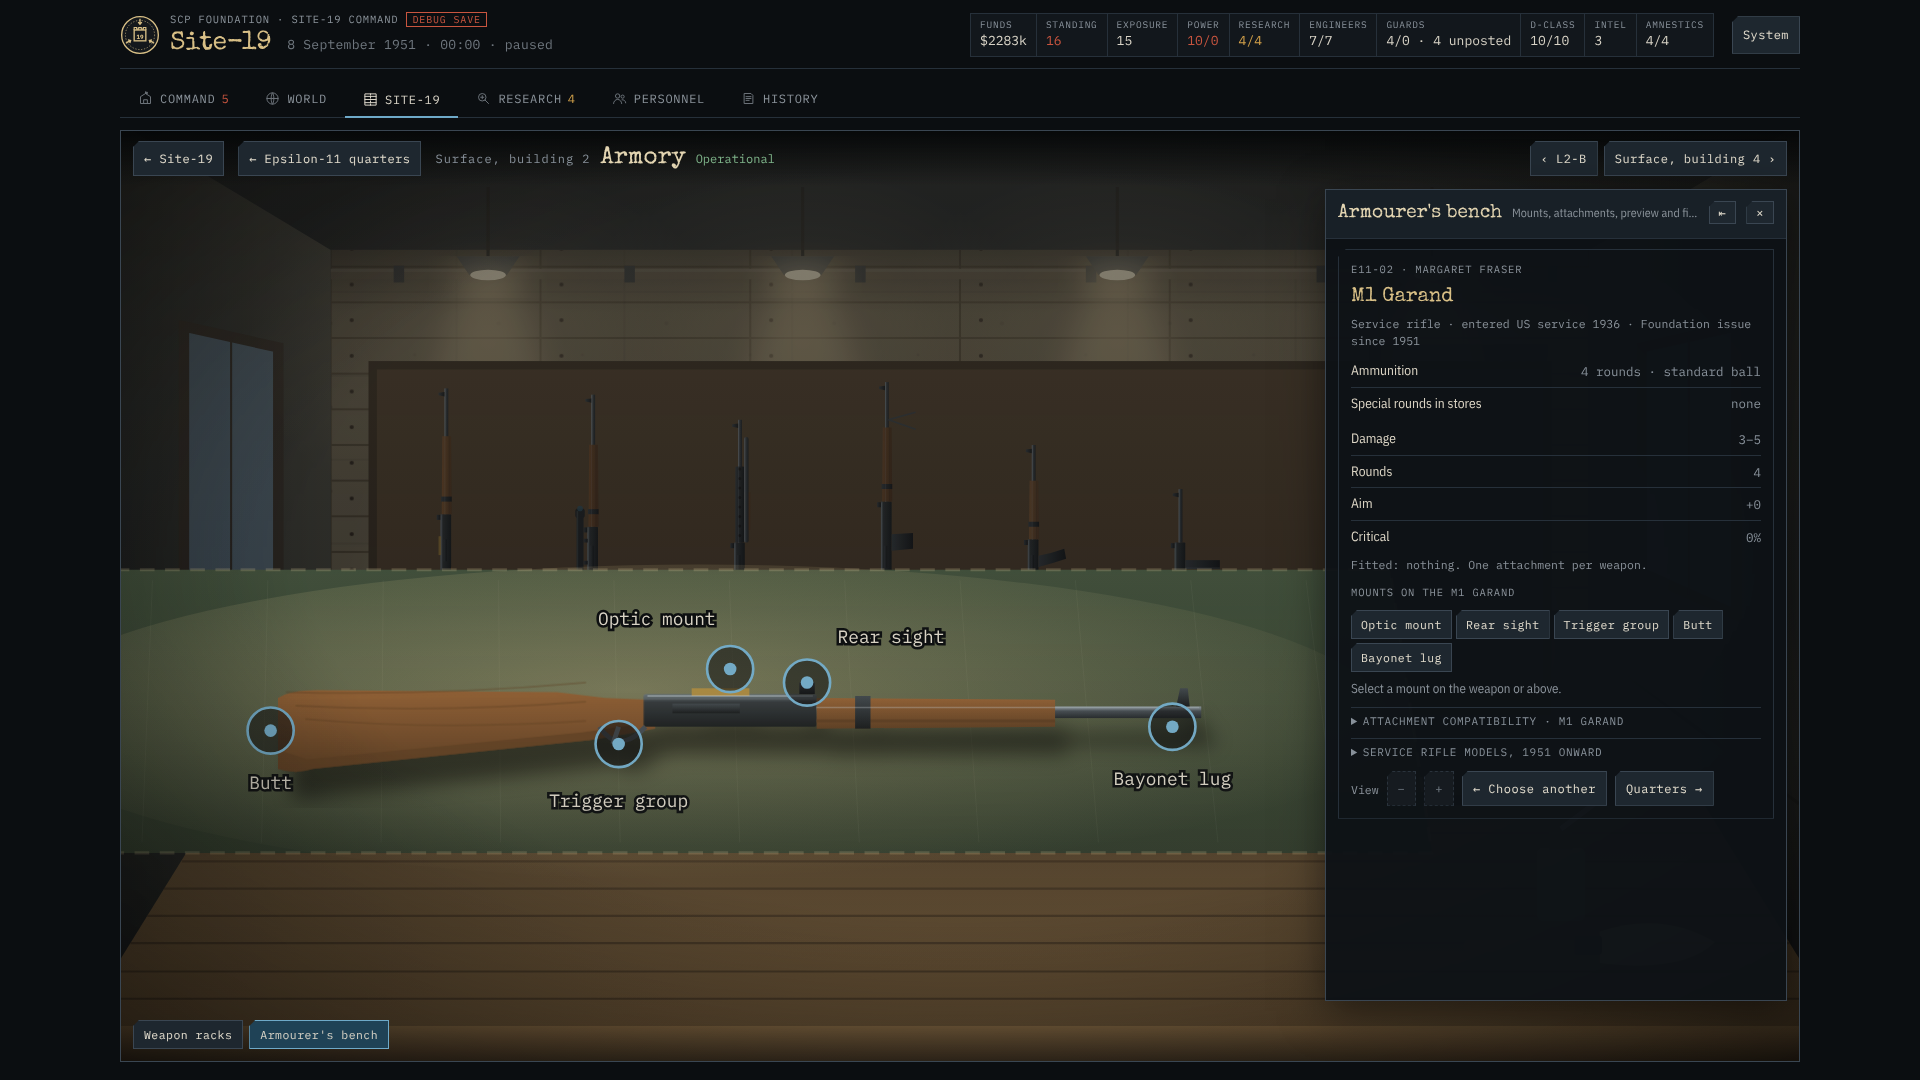 SCP FOUNDATION · SITE-19 COMMAND DEBUG SAVE
Site-19 8 September 1951 · 00:00 · paused
FUNDS $2283k
STANDING 16
EXPOSURE 15
POWER 10/0
RESEARCH 4/4
ENGINEERS 7/7
GUARDS 4/0 · 4 unposted
D-CLASS 10/10
INTEL 3
AMNESTICS 4/4
System
COMMAND 5
WORLD
SITE-19
RESEARCH 4
PERSONNEL
HISTORY
← Site-19
← Epsilon-11 quarters
Surface, building 2 Armory Operational
‹ L2-B
Surface, building 4 ›
Optic mount
Rear sight
Butt
Trigger group
Bayonet lug
Weapon racks
Armourer's bench
Armourer's bench Mounts, attachments, preview and fi…
⇤
×
E11-02 · MARGARET FRASER
M1 Garand
Service rifle · entered US service 1936 · Foundation issue
since 1951
Ammunition 4 rounds · standard ball
Special rounds in stores none
Damage 3–5
Rounds 4
Aim +0
Critical 0%
Fitted: nothing. One attachment per weapon.
MOUNTS ON THE M1 GARAND
Optic mount Rear sight Trigger group Butt
Bayonet lug
Select a mount on the weapon or above.
▶ ATTACHMENT COMPATIBILITY · M1 GARAND
▶ SERVICE RIFLE MODELS, 1951 ONWARD
View − + ← Choose another Quarters →